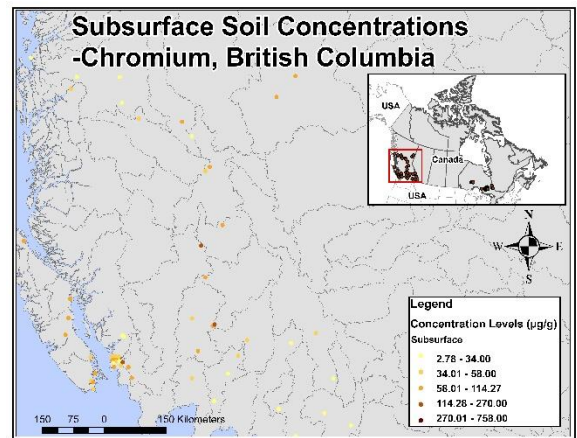 Subsurface Soil Concentrations
-Chromium, British Columbia
USA
Canada
USA
N
W E
S
Legend
Concentration Levels (µg/g)
Subsurface
2.78 - 34.00
34.01 - 58.00
58.01 - 114.27
114.28 - 270.00
270.01 - 758.00
150 75 0 150 Kilometers